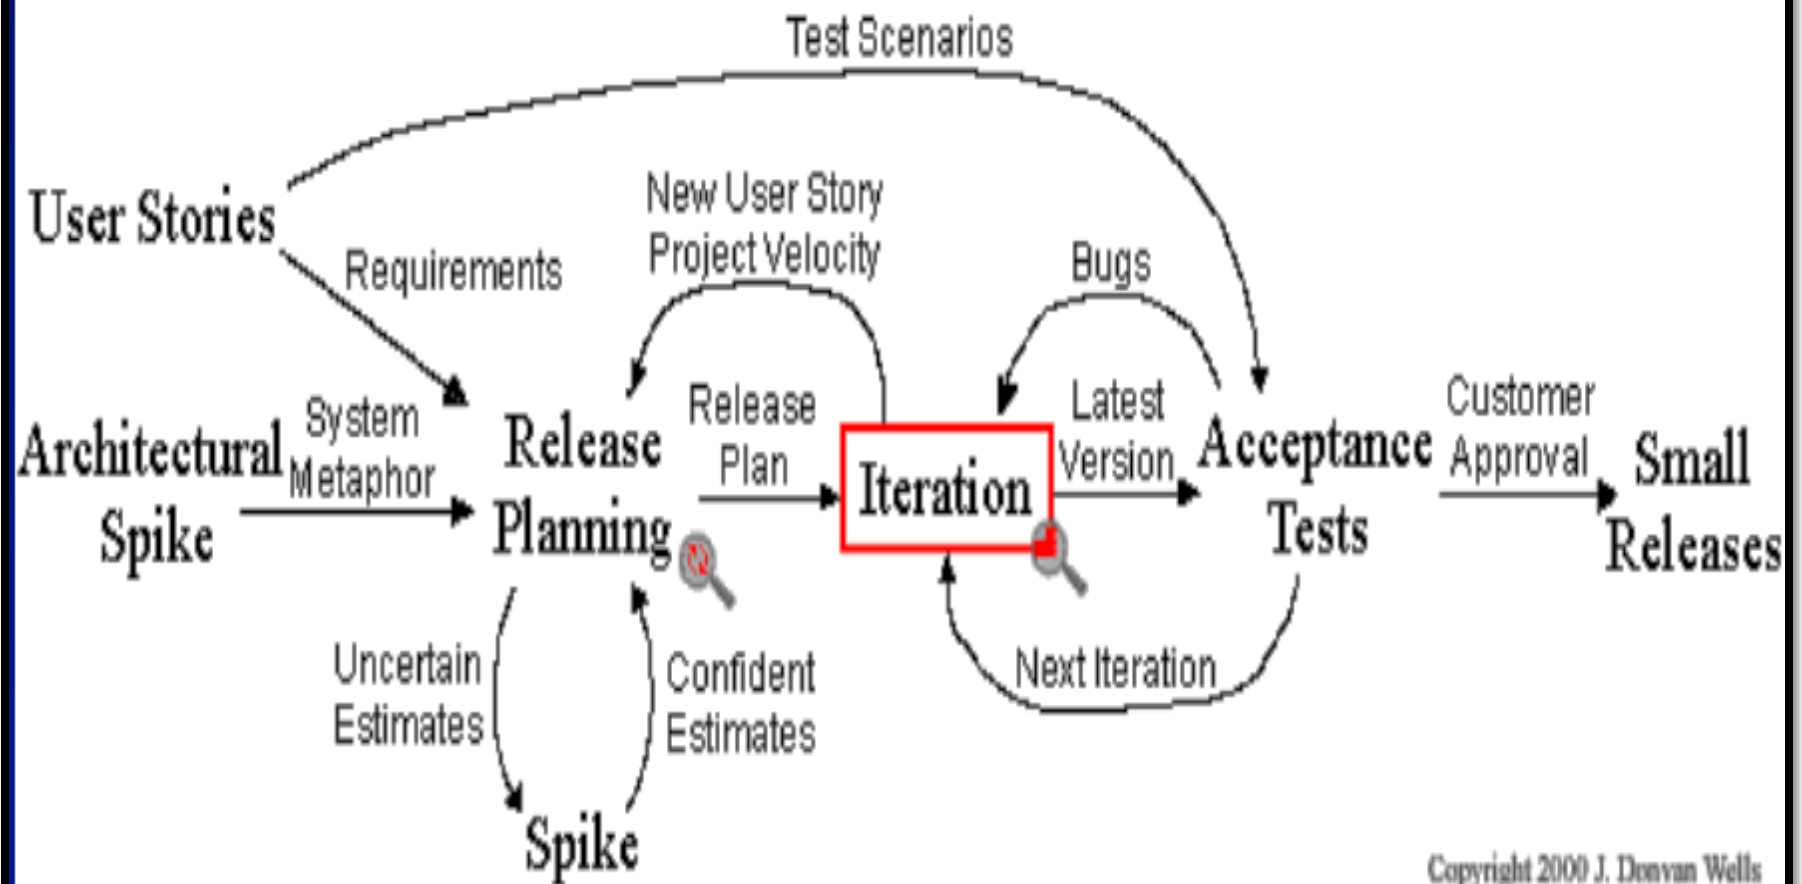 Test Scenarios
User Stories
Requirements
New User Story
Project Velocity
Bugs
Architectural
Spike
System
Metaphor
Release
Planning
Release
Plan
Iteration
Latest
Version
Acceptance
Tests
Customer
Approval
Small
Releases
Uncertain
Estimates
Confident
Estimates
Next Iteration
Spike
Copyright 2000 J. Donvan Wells